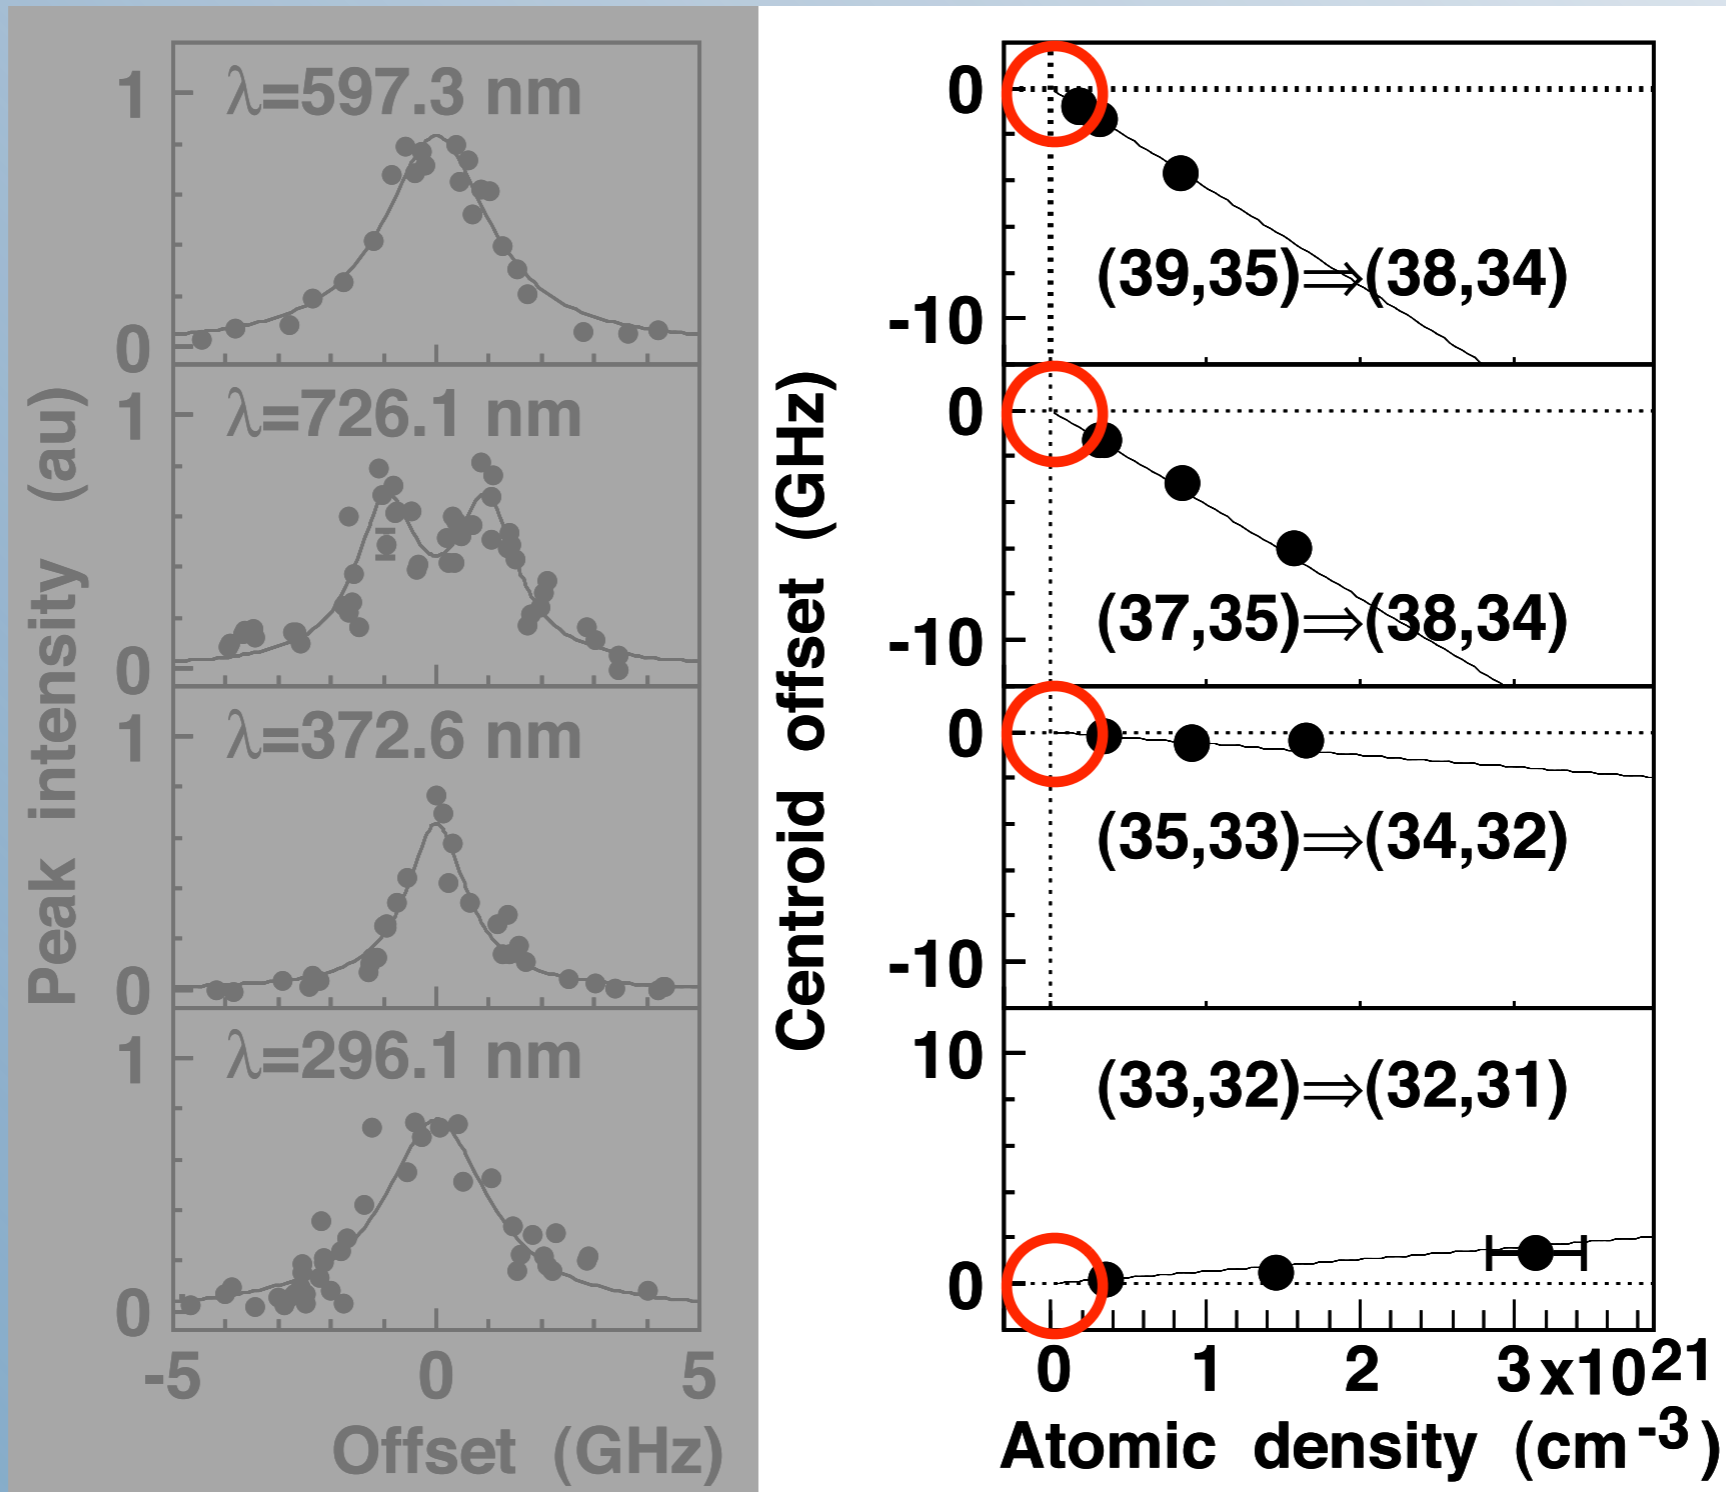 Peak intensity (au)
1
λ=597.3 nm
0
1
λ=726.1 nm
0
1
λ=372.6 nm
0
1
λ=296.1 nm
0
-5 0 5
Offset (GHz)
Centroid offset (GHz)
0
(39,35)⇒(38,34)
-10
0
(37,35)⇒(38,34)
-10
0
(35,33)⇒(34,32)
-10
10
(33,32)⇒(32,31)
0
0 1 2 3 x10²¹
Atomic density (cm⁻³)